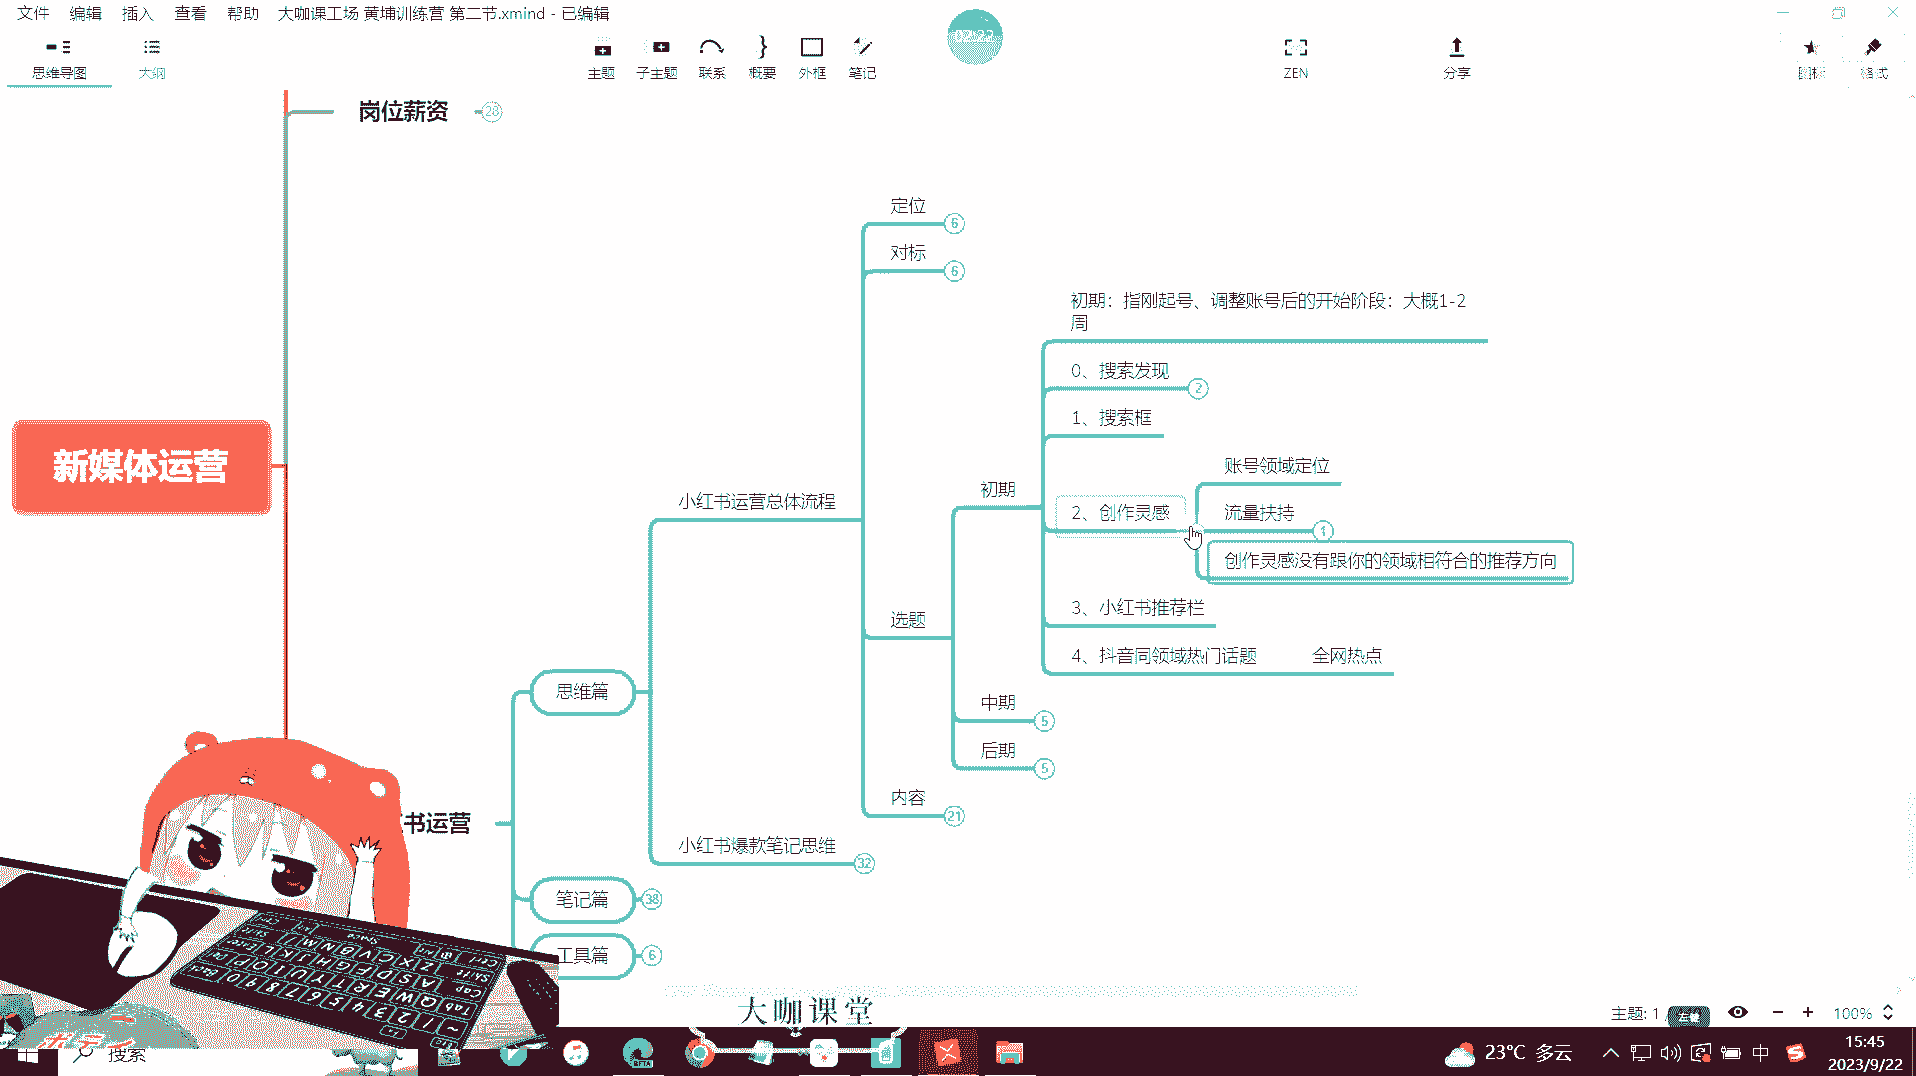 文件 编辑 插入 查看 帮助 大咖课工场 黄埔训练营 第二节.xmind - 已编辑
02:22
思维导图 大纲 主题 子主题 联系 概要 外框 笔记 ZEN 分享 图标 格式
岗位薪资 28
定位 6
对标 6
初期：指刚起号、调整账号后的开始阶段：大概1-2
周
0、搜索发现 2
1、搜索框
账号领域定位
新媒体运营
初期
小红书运营总体流程
2、创作灵感
流量扶持 1
创作灵感没有跟你的领域相符合的推荐方向
3、小红书推荐栏
选题
4、抖音同领域热门话题 全网热点
思维篇
中期 5
后期 5
内容 21
书运营
小红书爆款笔记思维 32
笔记篇 38
工具篇 6
大咖课堂
主题: 1
100%
搜索
BETA
23°C 多云
中
15:45
2023/9/22